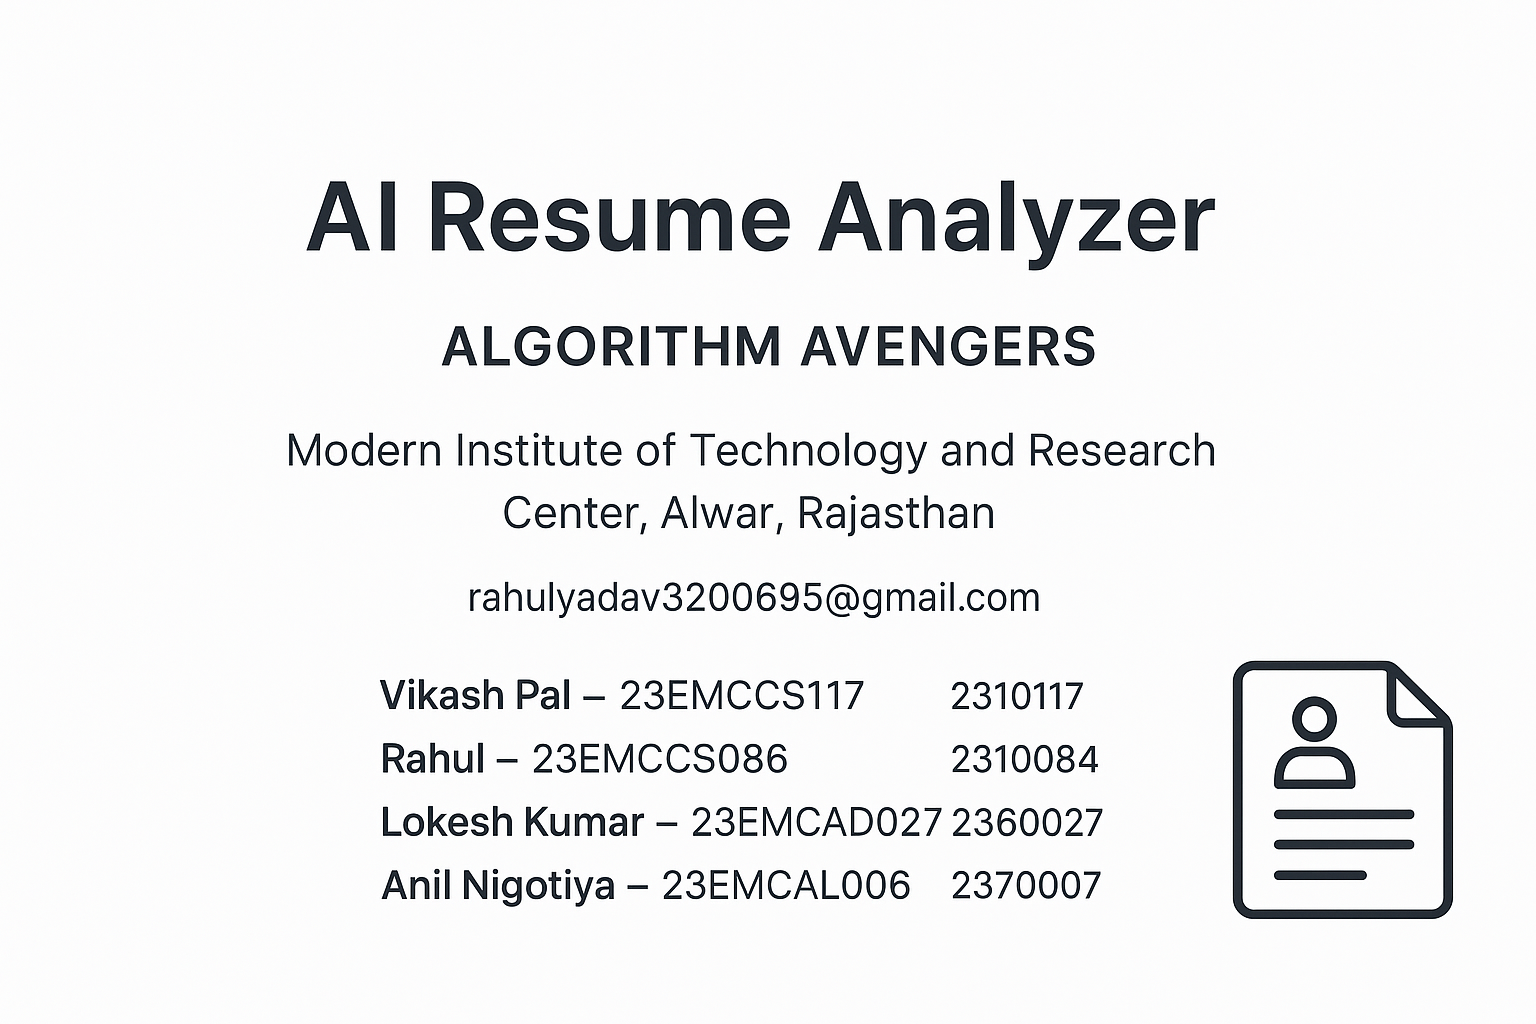 AI Resume Analyzer
ALGORITHM AVENGERS
Modern Institute of Technology and Research
Center, Alwar, Rajasthan
rahulyadav3200695@gmail.com
Vikash Pal – 23EMCCS117 2310117
Rahul – 23EMCCS086 2310084
Lokesh Kumar – 23EMCAD027 2360027
Anil Nigotiya – 23EMCAL006 2370007